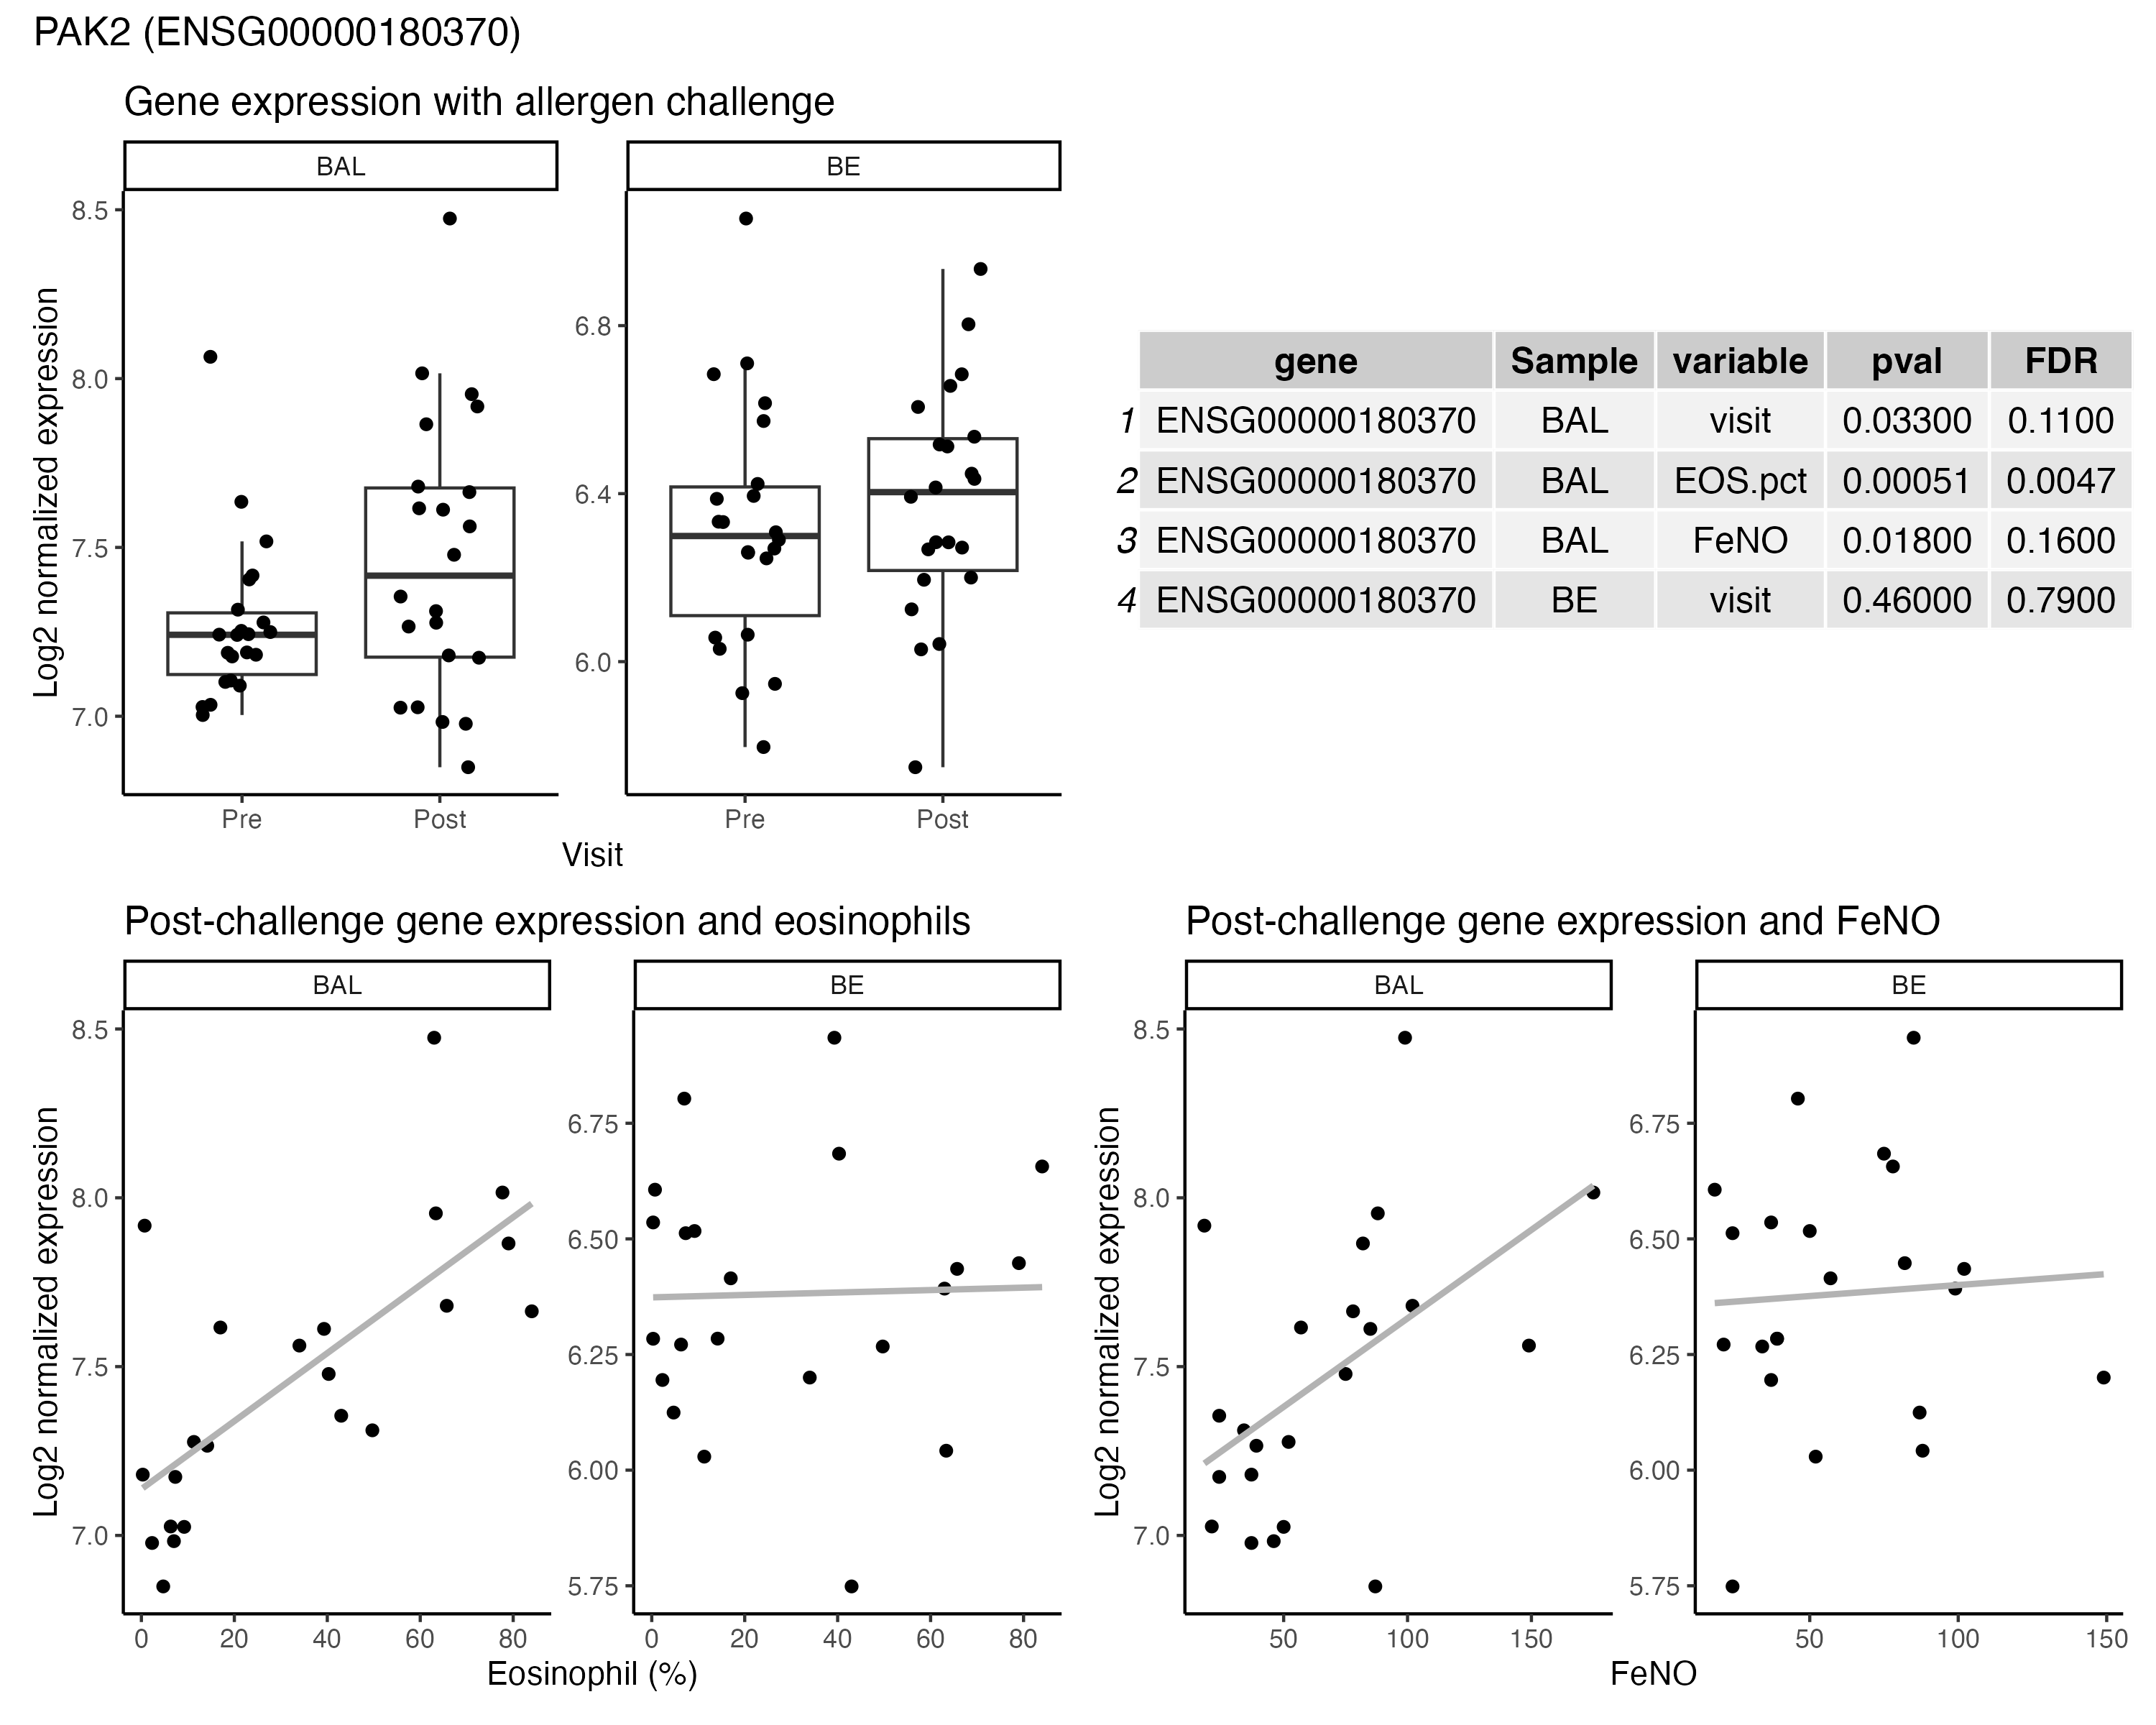 PAK2 (ENSG00000180370)
Gene expression with allergen challenge
BAL
BE
Log2 normalized expression
8.5
8.0
7.5
7.0
6.8
6.4
6.0
Pre
Post
Pre
Post
Visit
gene Sample variable pval FDR
1 ENSG00000180370 BAL visit 0.03300 0.1100
2 ENSG00000180370 BAL EOS.pct 0.00051 0.0047
3 ENSG00000180370 BAL FeNO 0.01800 0.1600
4 ENSG00000180370 BE visit 0.46000 0.7900
Post-challenge gene expression and eosinophils
BAL
BE
Log2 normalized expression
8.5
8.0
7.5
7.0
6.75
6.50
6.25
6.00
5.75
0 20 40 60 80
0 20 40 60 80
Eosinophil (%)
Post-challenge gene expression and FeNO
BAL
BE
Log2 normalized expression
8.5
8.0
7.5
7.0
6.75
6.50
6.25
6.00
5.75
50 100 150
50 100 150
FeNO